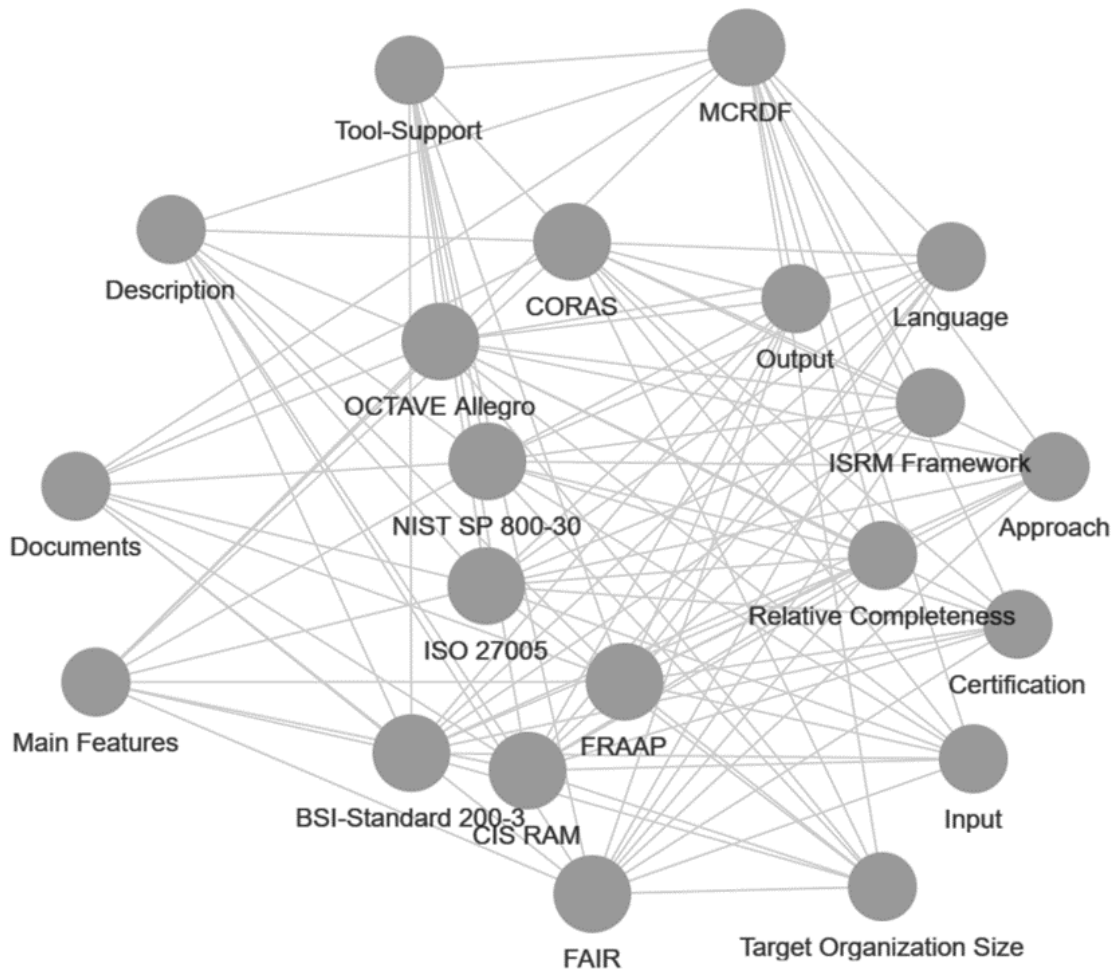 MCRDF
Tool-Support
Description
CORAS
Language
Output
OCTAVE Allegro
ISRM Framework
NIST SP 800-30
Approach
Documents
Relative Completeness
ISO 27005
Certification
Main Features
FRAAP
BSI-Standard 200-3
Input
CIS RAM
Target Organization Size
FAIR